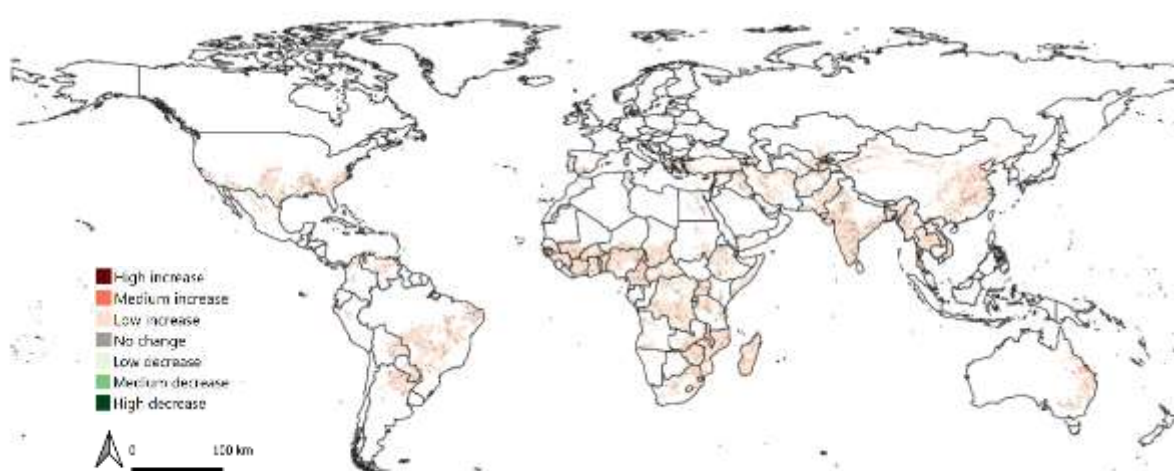 High increase
Medium increase
Low increase
No change
Low decrease
Medium decrease
High decrease
0 100 km